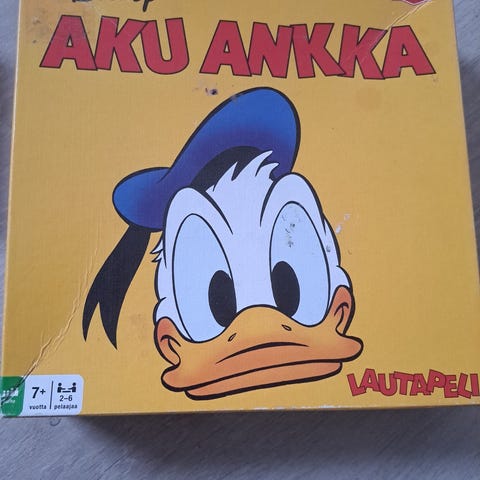 AKU ANKKA
LAUTAPELI
7+
vuotta
2-6
pelaajaa